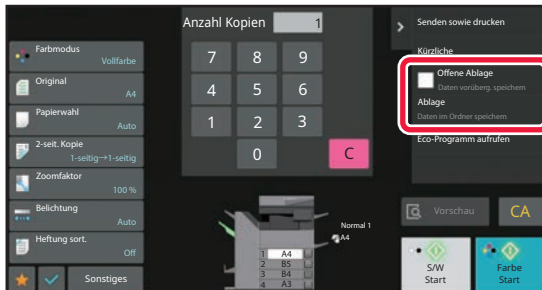 Anzahl Kopien 1
Farbmodus
Vollfarbe
Original
A4
Papierwahl
Auto
2-seit. Kopie
1-seitig→1-seitig
Zoomfaktor
100 %
Belichtung
Auto
Heftung sort.
Off
Sonstiges
7 8 9
4 5 6
1 2 3
0 C
Normal 1
A4
1 A4
2 B5
3 B4
4 A3
Senden sowie drucken
Kürzliche
Offene Ablage
Daten vorüberg. speichern
Ablage
Daten im Ordner speichern
Eco-Programm aufrufen
Vorschau
CA
S/W
Start
Farbe
Start